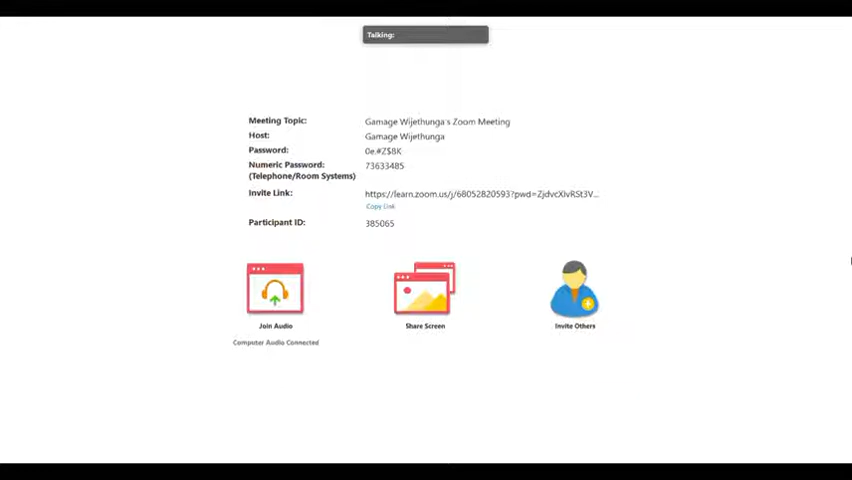 Talking:
Meeting Topic: Gamage Wijethunga's Zoom Meeting
Host: Gamage Wijethunga
Password: 0e.#Z$8K
Numeric Password: 73633485
(Telephone/Room Systems)
Invite Link: https://learn.zoom.us/j/68052820593?pwd=ZjdvcXIvRSt3V...
Copy Link
Participant ID: 385065
Join Audio Share Screen Invite Others
Computer Audio Connected